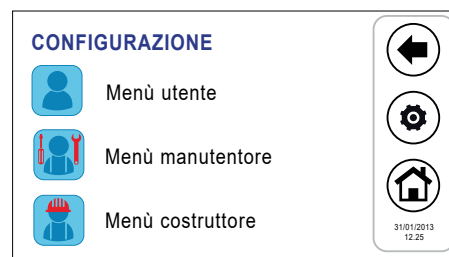 CONFIGURAZIONE
Menù utente
Menù manutentore
Menù costruttore
31/01/2013
12.25